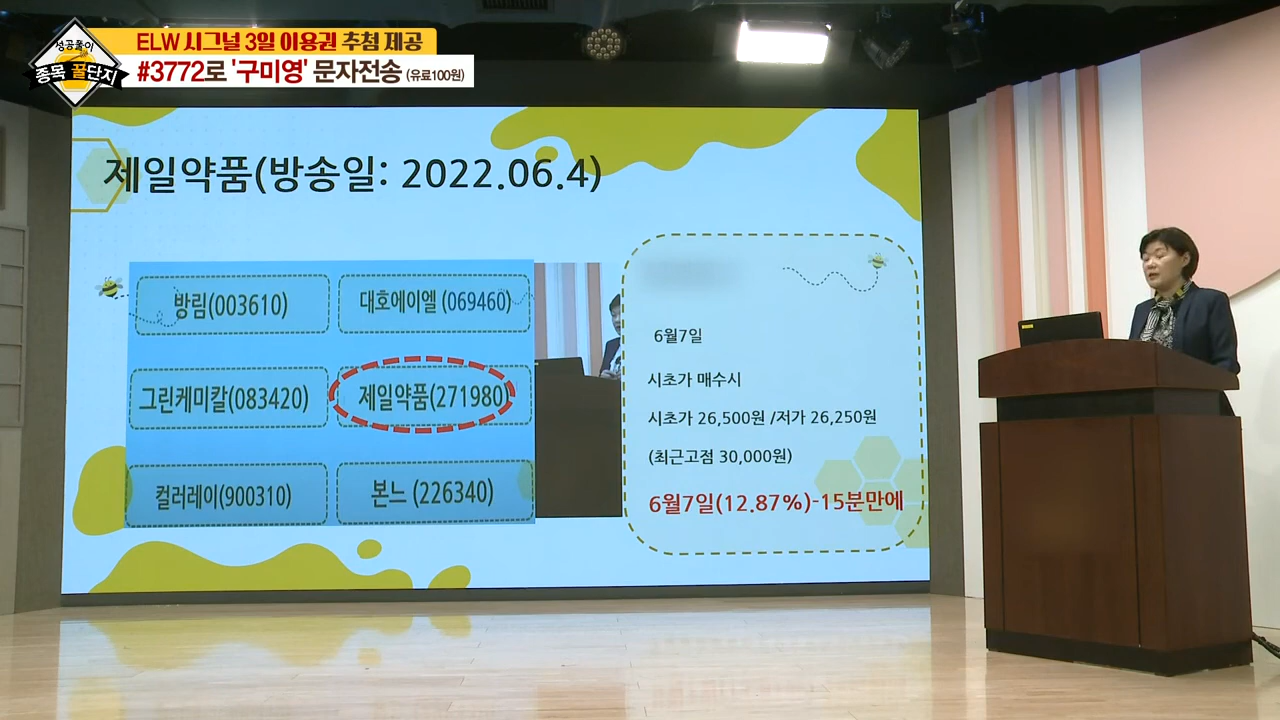 성공풀이
종목 꿀단지
ELW 시그널 3일 이용권 추첨 제공
#3772로 '구미영' 문자전송 (유료100원)
제일약품(방송일: 2022.06.4)
방림(003610)
대호에이엘 (069460)
그린케미칼(083420)
제일약품(271980)
컬러레이(900310)
본느 (226340)
6월7일
시초가 매수시
시초가 26,500원 /저가 26,250원
(최근고점 30,000원)
6월7일(12.87%)-15분만에